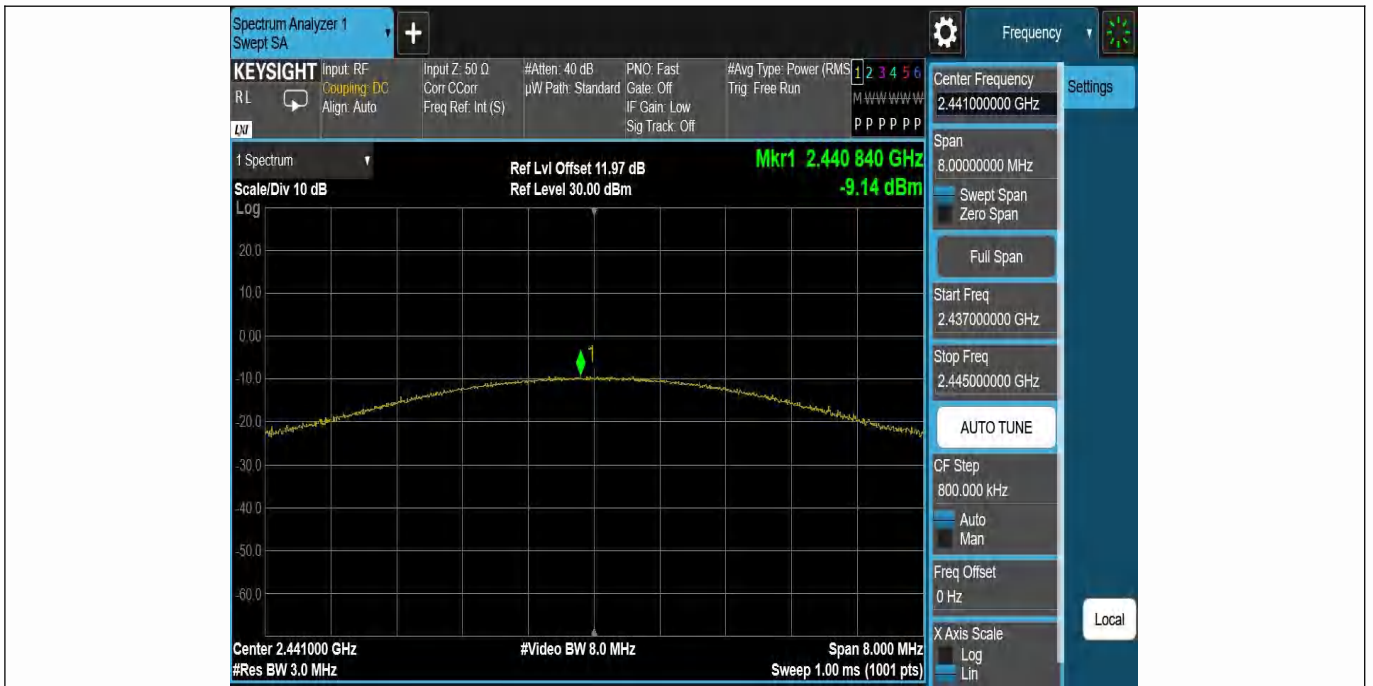 Spectrum Analyzer 1
Swept SA
+
Frequency
KEYSIGHT
RL
LXI
Input: RF
Coupling: DC
Align: Auto
Input Z: 50 Ω
Corr CCorr
Freq Ref: Int (S)
#Atten: 40 dB
µW Path: Standard
PNO: Fast
Gate: Off
IF Gain: Low
Sig Track: Off
#Avg Type: Power (RMS
Trig: Free Run
1 2 3 4 5 6
M W W W W W
P P P P P P
1 Spectrum
Scale/Div 10 dB
Log
Ref Lvl Offset 11.97 dB
Ref Level 30.00 dBm
Mkr1 2.440 840 GHz
-9.14 dBm
20.0
10.0
0.00
-10.0
-20.0
-30.0
-40.0
-50.0
-60.0
1
Center 2.441000 GHz
#Res BW 3.0 MHz
#Video BW 8.0 MHz
Span 8.000 MHz
Sweep 1.00 ms (1001 pts)
Center Frequency
2.441000000 GHz
Span
8.00000000 MHz
Swept Span
Zero Span
Full Span
Start Freq
2.437000000 GHz
Stop Freq
2.445000000 GHz
AUTO TUNE
CF Step
800.000 kHz
Auto
Man
Freq Offset
0 Hz
X Axis Scale
Log
Lin
Settings
Local